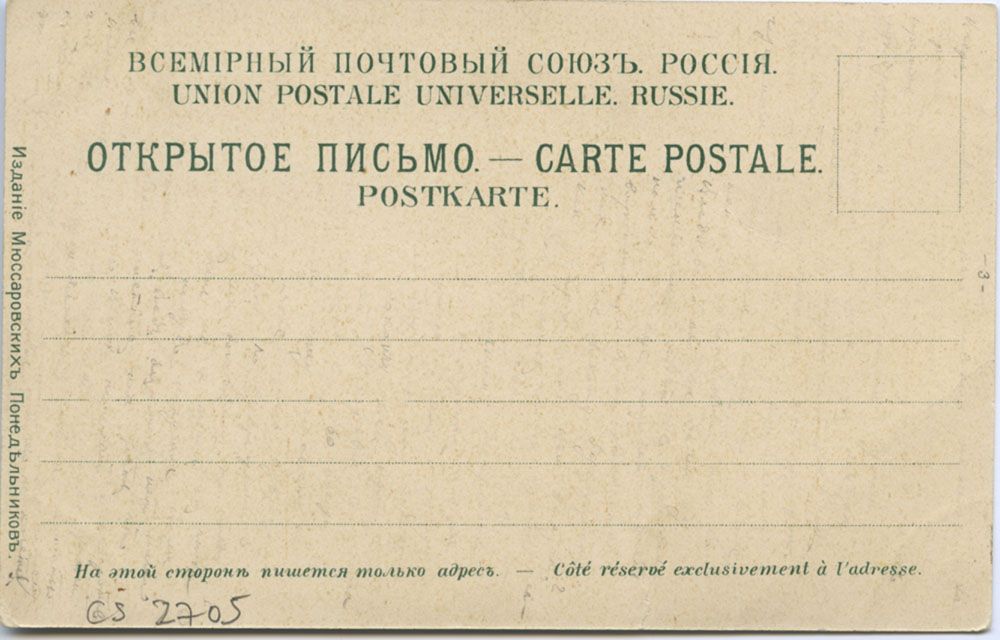 ВСЕМІРНЫЙ ПОЧТОВЫЙ СОЮЗЪ. РОССІЯ.
UNION POSTALE UNIVERSELLE. RUSSIE.
ОТКРЫТОЕ ПИСЬМО. — CARTE POSTALE.
POSTKARTE.
Изданіе Мюссаровскихъ Понедѣльниковъ.
- 3 -
На этой сторонѣ пишется только адресъ. — Côté réservé exclusivement à l'adresse.
CS 2705